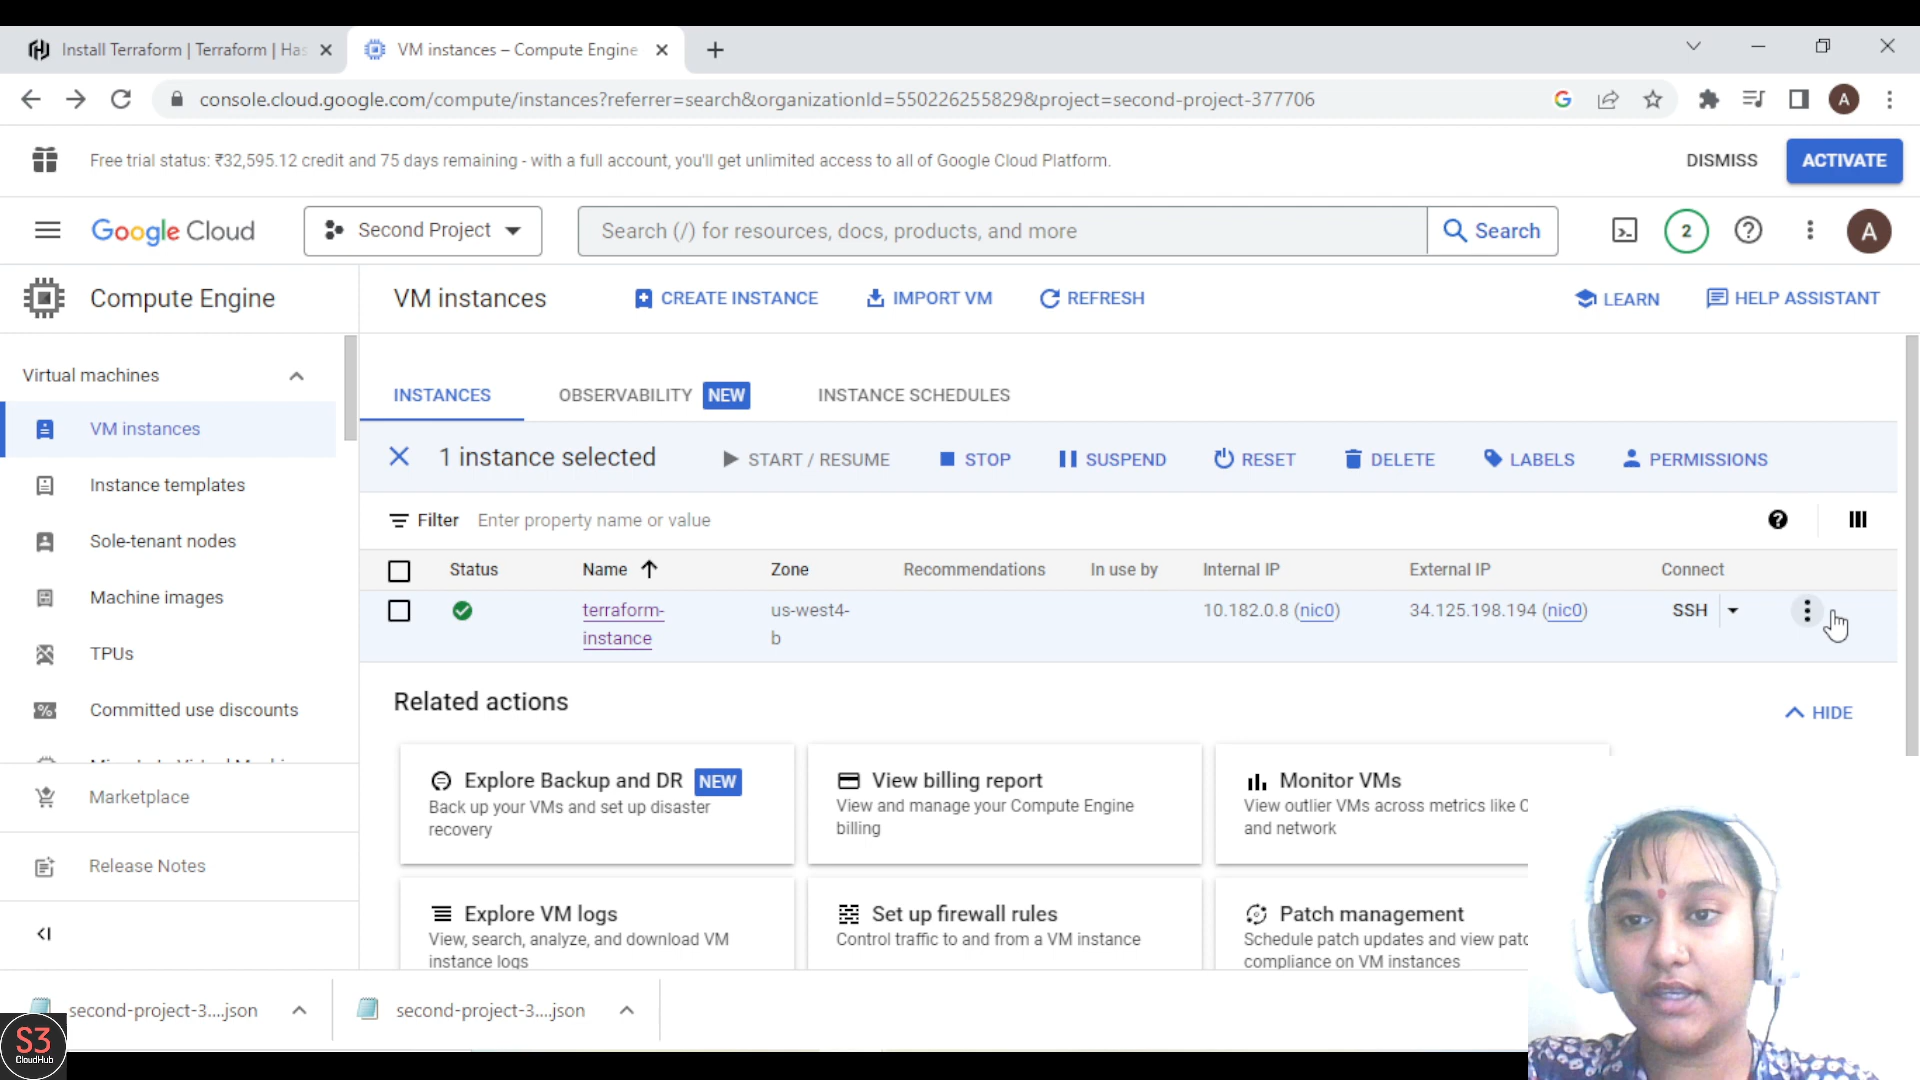 Install Terraform | Terraform | Has
VM instances – Compute Engine
console.cloud.google.com/compute/instances?referrer=search&organizationId=550226255829&project=second-project-377706
A
Free trial status: ₹32,595.12 credit and 75 days remaining - with a full account, you'll get unlimited access to all of Google Cloud Platform.
DISMISS
ACTIVATE
Google Cloud
Second Project
Search (/) for resources, docs, products, and more
Search
2
A
Compute Engine
VM instances
CREATE INSTANCE
IMPORT VM
REFRESH
LEARN
HELP ASSISTANT
Virtual machines
VM instances
Instance templates
Sole-tenant nodes
Machine images
TPUs
Committed use discounts
Marketplace
Release Notes
INSTANCES
OBSERVABILITY NEW
INSTANCE SCHEDULES
1 instance selected
START / RESUME
STOP
SUSPEND
RESET
DELETE
LABELS
PERMISSIONS
Filter Enter property name or value
Status Name Zone Recommendations In use by Internal IP External IP Connect
terraform-
instance
us-west4-
b
10.182.0.8 (nic0)
34.125.198.194 (nic0)
SSH
Related actions
HIDE
Explore Backup and DR NEW
Back up your VMs and set up disaster
recovery
View billing report
View and manage your Compute Engine
billing
Monitor VMs
View outlier VMs across metrics like C
and network
Explore VM logs
View, search, analyze, and download VM
instance logs
Set up firewall rules
Control traffic to and from a VM instance
Patch management
Schedule patch updates and view patc
compliance on VM instances
second-project-3....json
second-project-3....json
S3
CloudHub